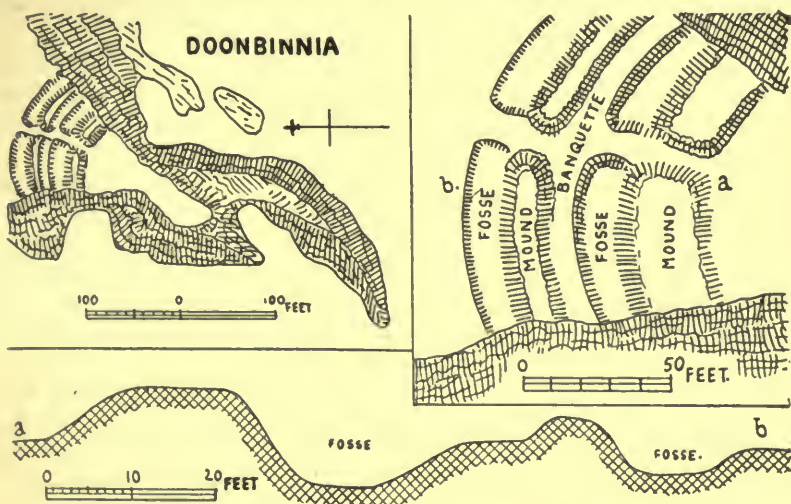 DOONBINNIA
100 0 100 FEET
BANQUETTE
b. a
FOSSE
MOUND
FOSSE
MOUND
0 50 FEET.
a FOSSE FOSSE. b
0 10 20
FEET